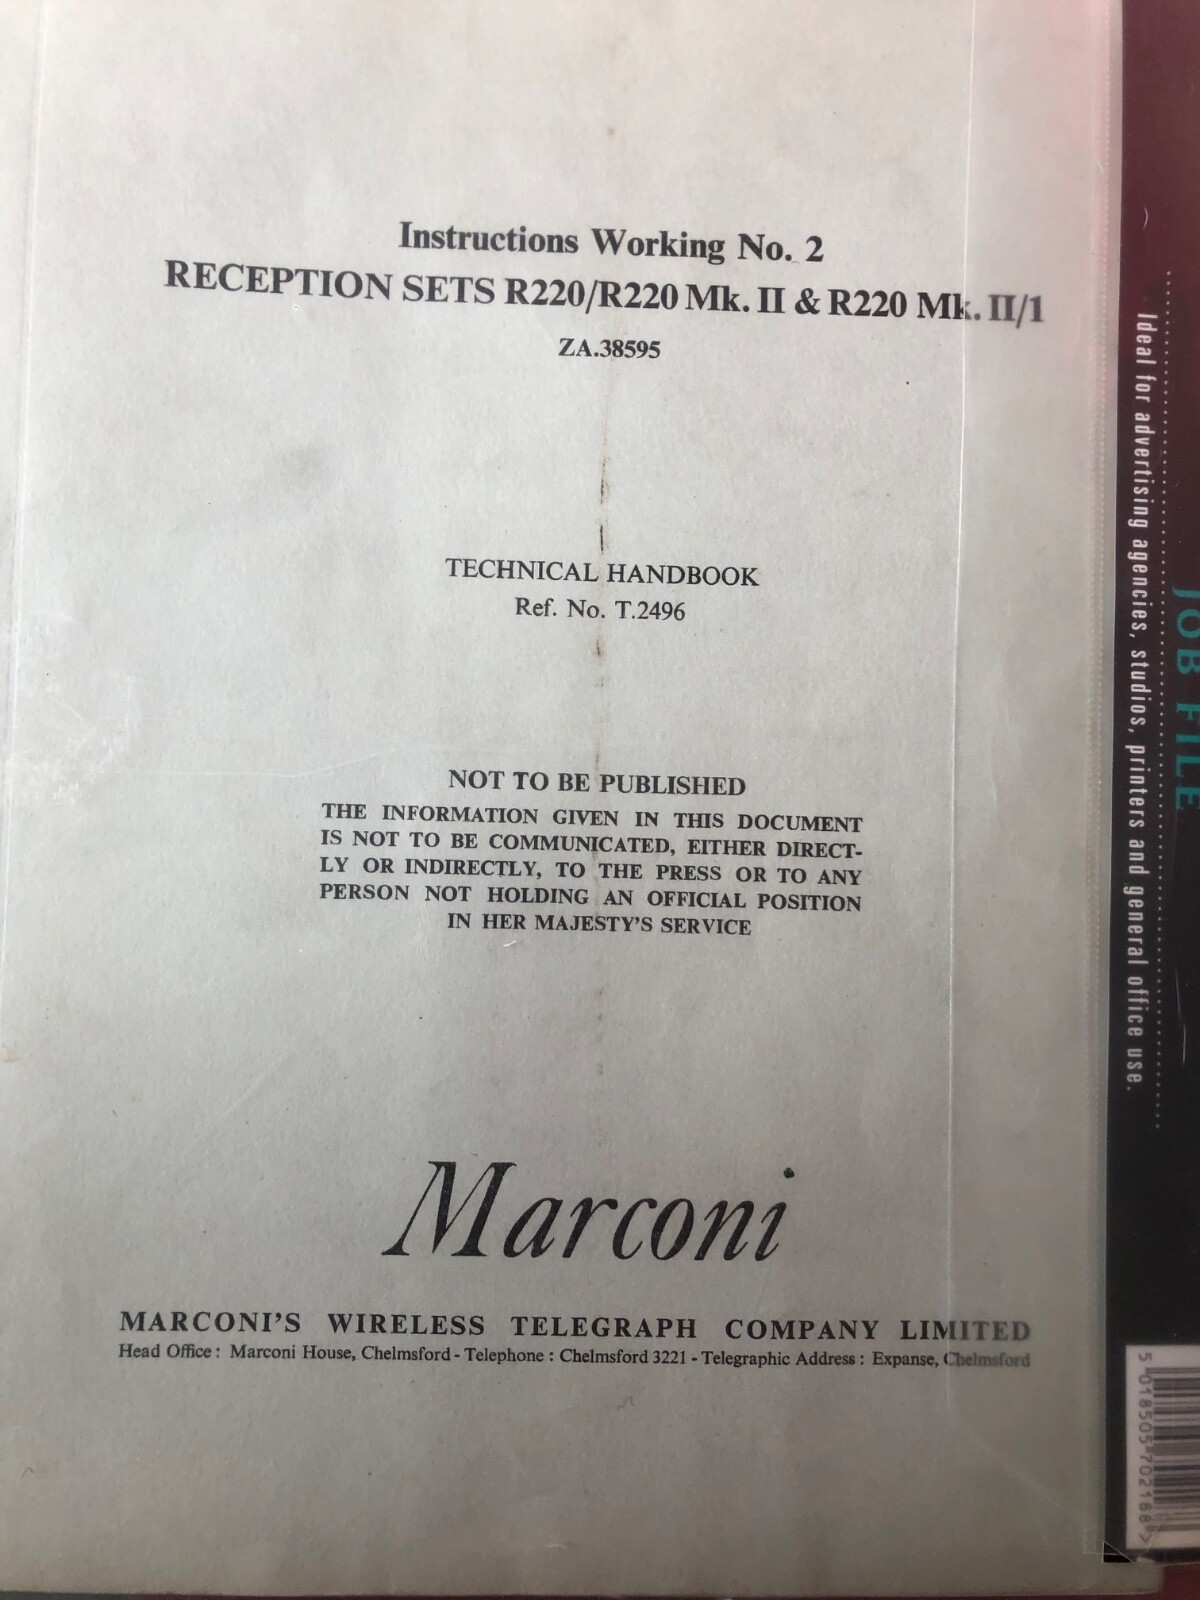 Instructions Working No. 2
RECEPTION SETS R220/R220 Mk. II & R220 Mk. II/1
ZA.38595
TECHNICAL HANDBOOK
Ref. No. T.2496
NOT TO BE PUBLISHED
THE INFORMATION GIVEN IN THIS DOCUMENT
IS NOT TO BE COMMUNICATED, EITHER DIRECT-
LY OR INDIRECTLY, TO THE PRESS OR TO ANY
PERSON NOT HOLDING AN OFFICIAL POSITION
IN HER MAJESTY'S SERVICE
Marconi
MARCONI'S WIRELESS TELEGRAPH COMPANY LIMITED
Head Office : Marconi House, Chelmsford - Telephone : Chelmsford 3221 - Telegraphic Address : Expanse, Chelmsford
JOB FILE
Ideal for advertising agencies, studios, printers and general office use.
5 018505 702188 >